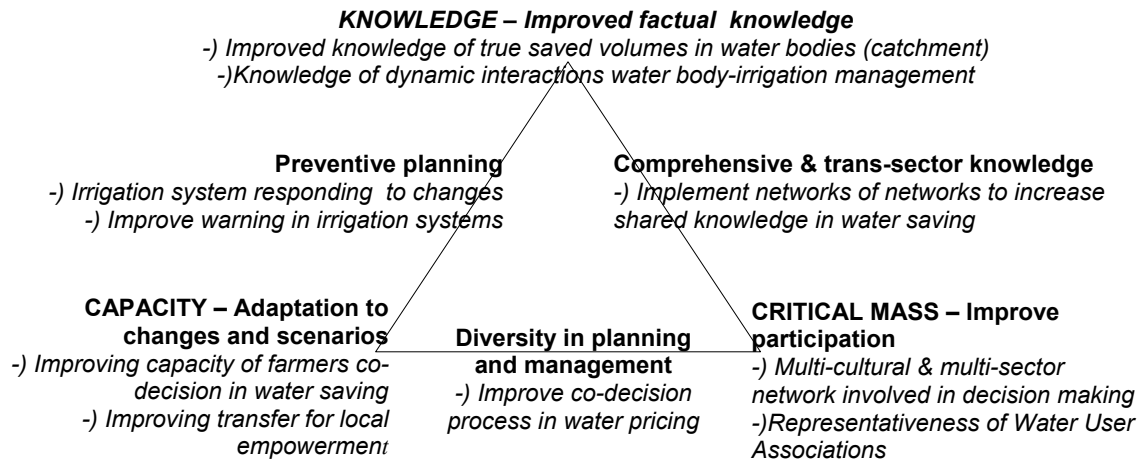 KNOWLEDGE – Improved factual knowledge
-) Improved knowledge of true saved volumes in water bodies (catchment)
-)Knowledge of dynamic interactions water body-irrigation management
Preventive planning
-) Irrigation system responding to changes
-) Improve warning in irrigation systems
Comprehensive & trans-sector knowledge
-) Implement networks of networks to increase
shared knowledge in water saving
CAPACITY – Adaptation to
changes and scenarios
-) Improving capacity of farmers co-
decision in water saving
-) Improving transfer for local
empowerment
Diversity in planning
and management
-) Improve co-decision
process in water pricing
CRITICAL MASS – Improve
participation
-) Multi-cultural & multi-sector
network involved in decision making
-)Representativeness of Water User
Associations